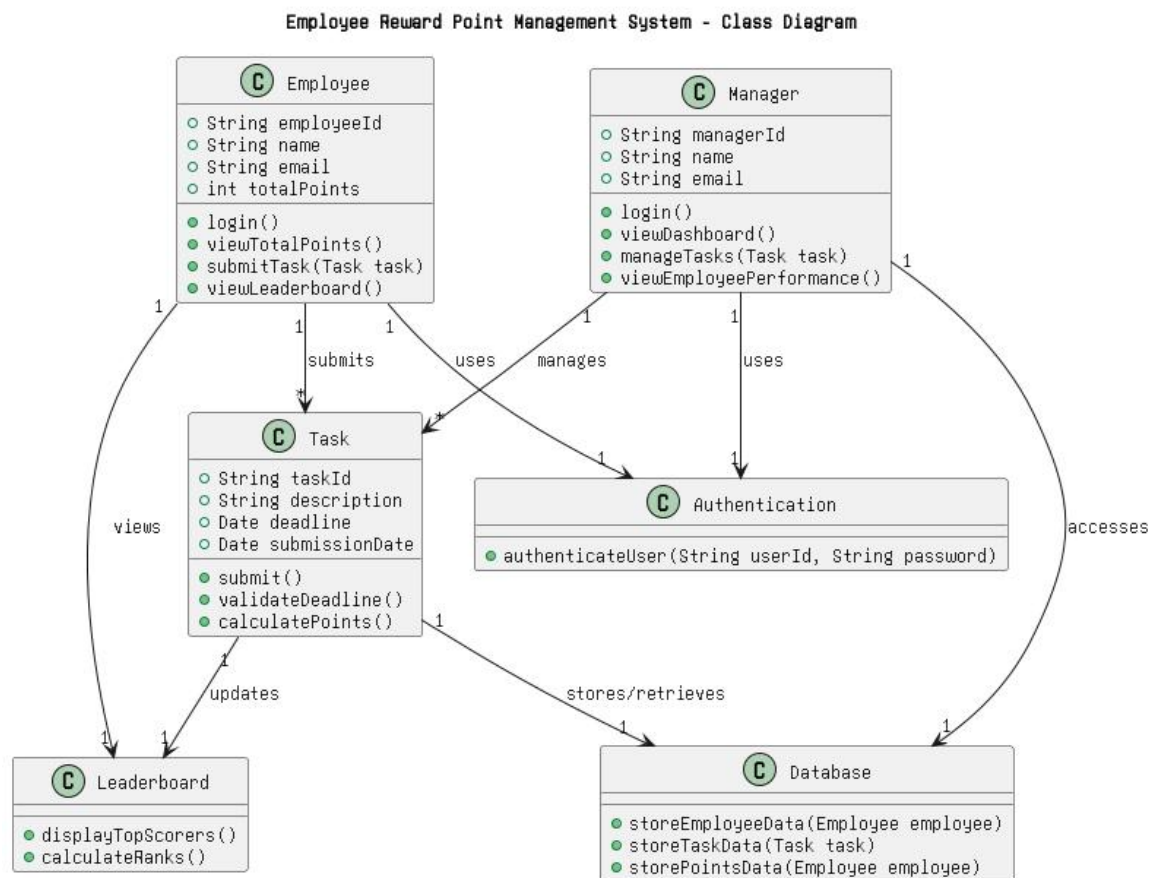 Employee Reward Point Management System - Class Diagram
C Employee
String employeeId
String name
String email
int totalPoints
login()
viewTotalPoints()
submitTask(Task task)
viewLeaderboard()
C Manager
String managerId
String name
String email
login()
viewDashboard()
manageTasks(Task task)
viewEmployeePerformance()
1
1
1
1
1
1
submits
uses
manages
uses
*
*
1
1
C Task
String taskId
String description
Date deadline
Date submissionDate
submit()
validateDeadline()
calculatePoints()
C Authentication
authenticateUser(String userId, String password)
views
accesses
1
1
updates
stores/retrieves
1
1
1
1
C Leaderboard
displayTopScorers()
calculateRanks()
C Database
storeEmployeeData(Employee employee)
storeTaskData(Task task)
storePointsData(Employee employee)